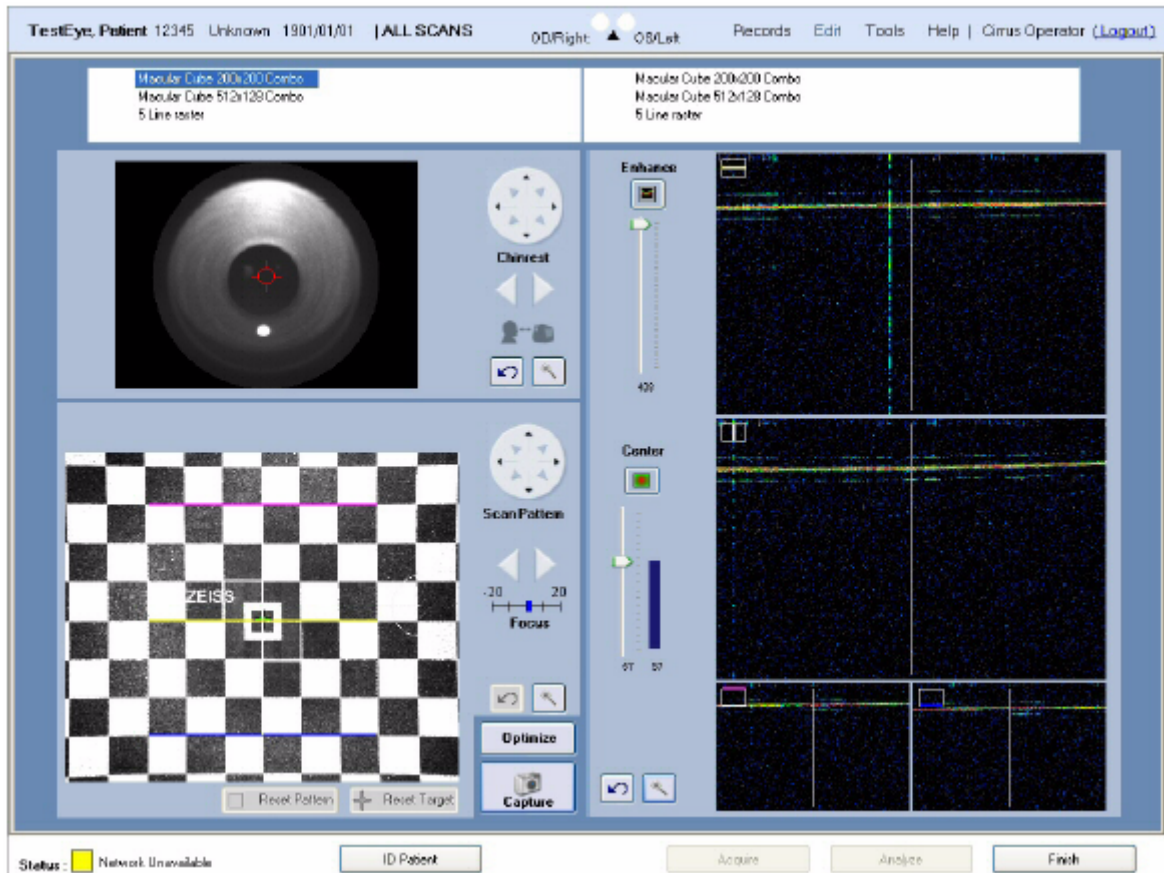 TestEye, Patient 12345 Unknown 1901/01/01 | ALL SCANS
OD/Right OS/Left
Records Edit Tools Help | Cirrus Operator (Logout)
Macular Cube 200x200 Combo
Macular Cube 512x128 Combo
5 Line raster
Macular Cube 200x200 Combo
Macular Cube 512x128 Combo
5 Line raster
Chinrest
Enhance
439
ZEISS
Scan Pattern
-20 20
Focus
Center
57 57
Optimize
Capture
Reset Pattern
Reset Target
Status : Network Unavailable
ID Patient
Acquire
Analyze
Finish